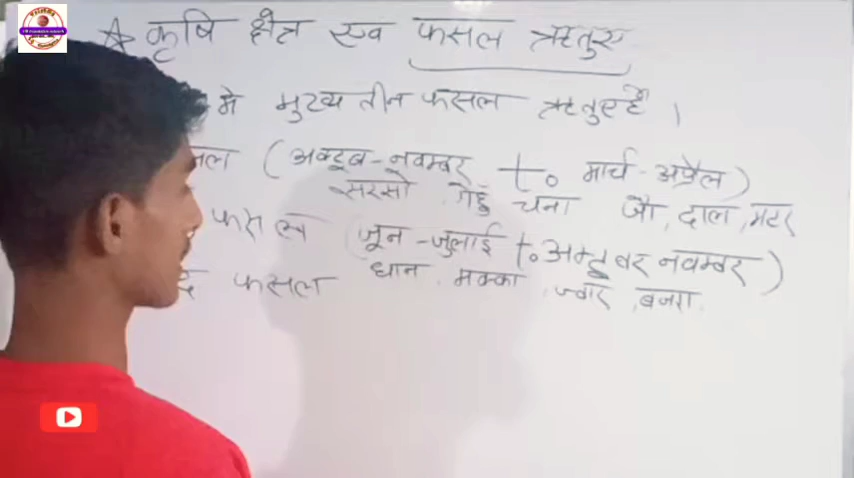 ☆ कृषि क्षेत्र एव फसल ऋतुए
मे मुख्य तीन फसल ऋतुएहैं ।
(अक्टूब-नवम्बर to मार्च-अप्रैल)
सरसो गेहूँ चना जौ, दाल, मटर
फसल (जून-जुलाई to अक्टुबर नवम्बर)
फसल धान, मक्का, ज्वार, बजरा